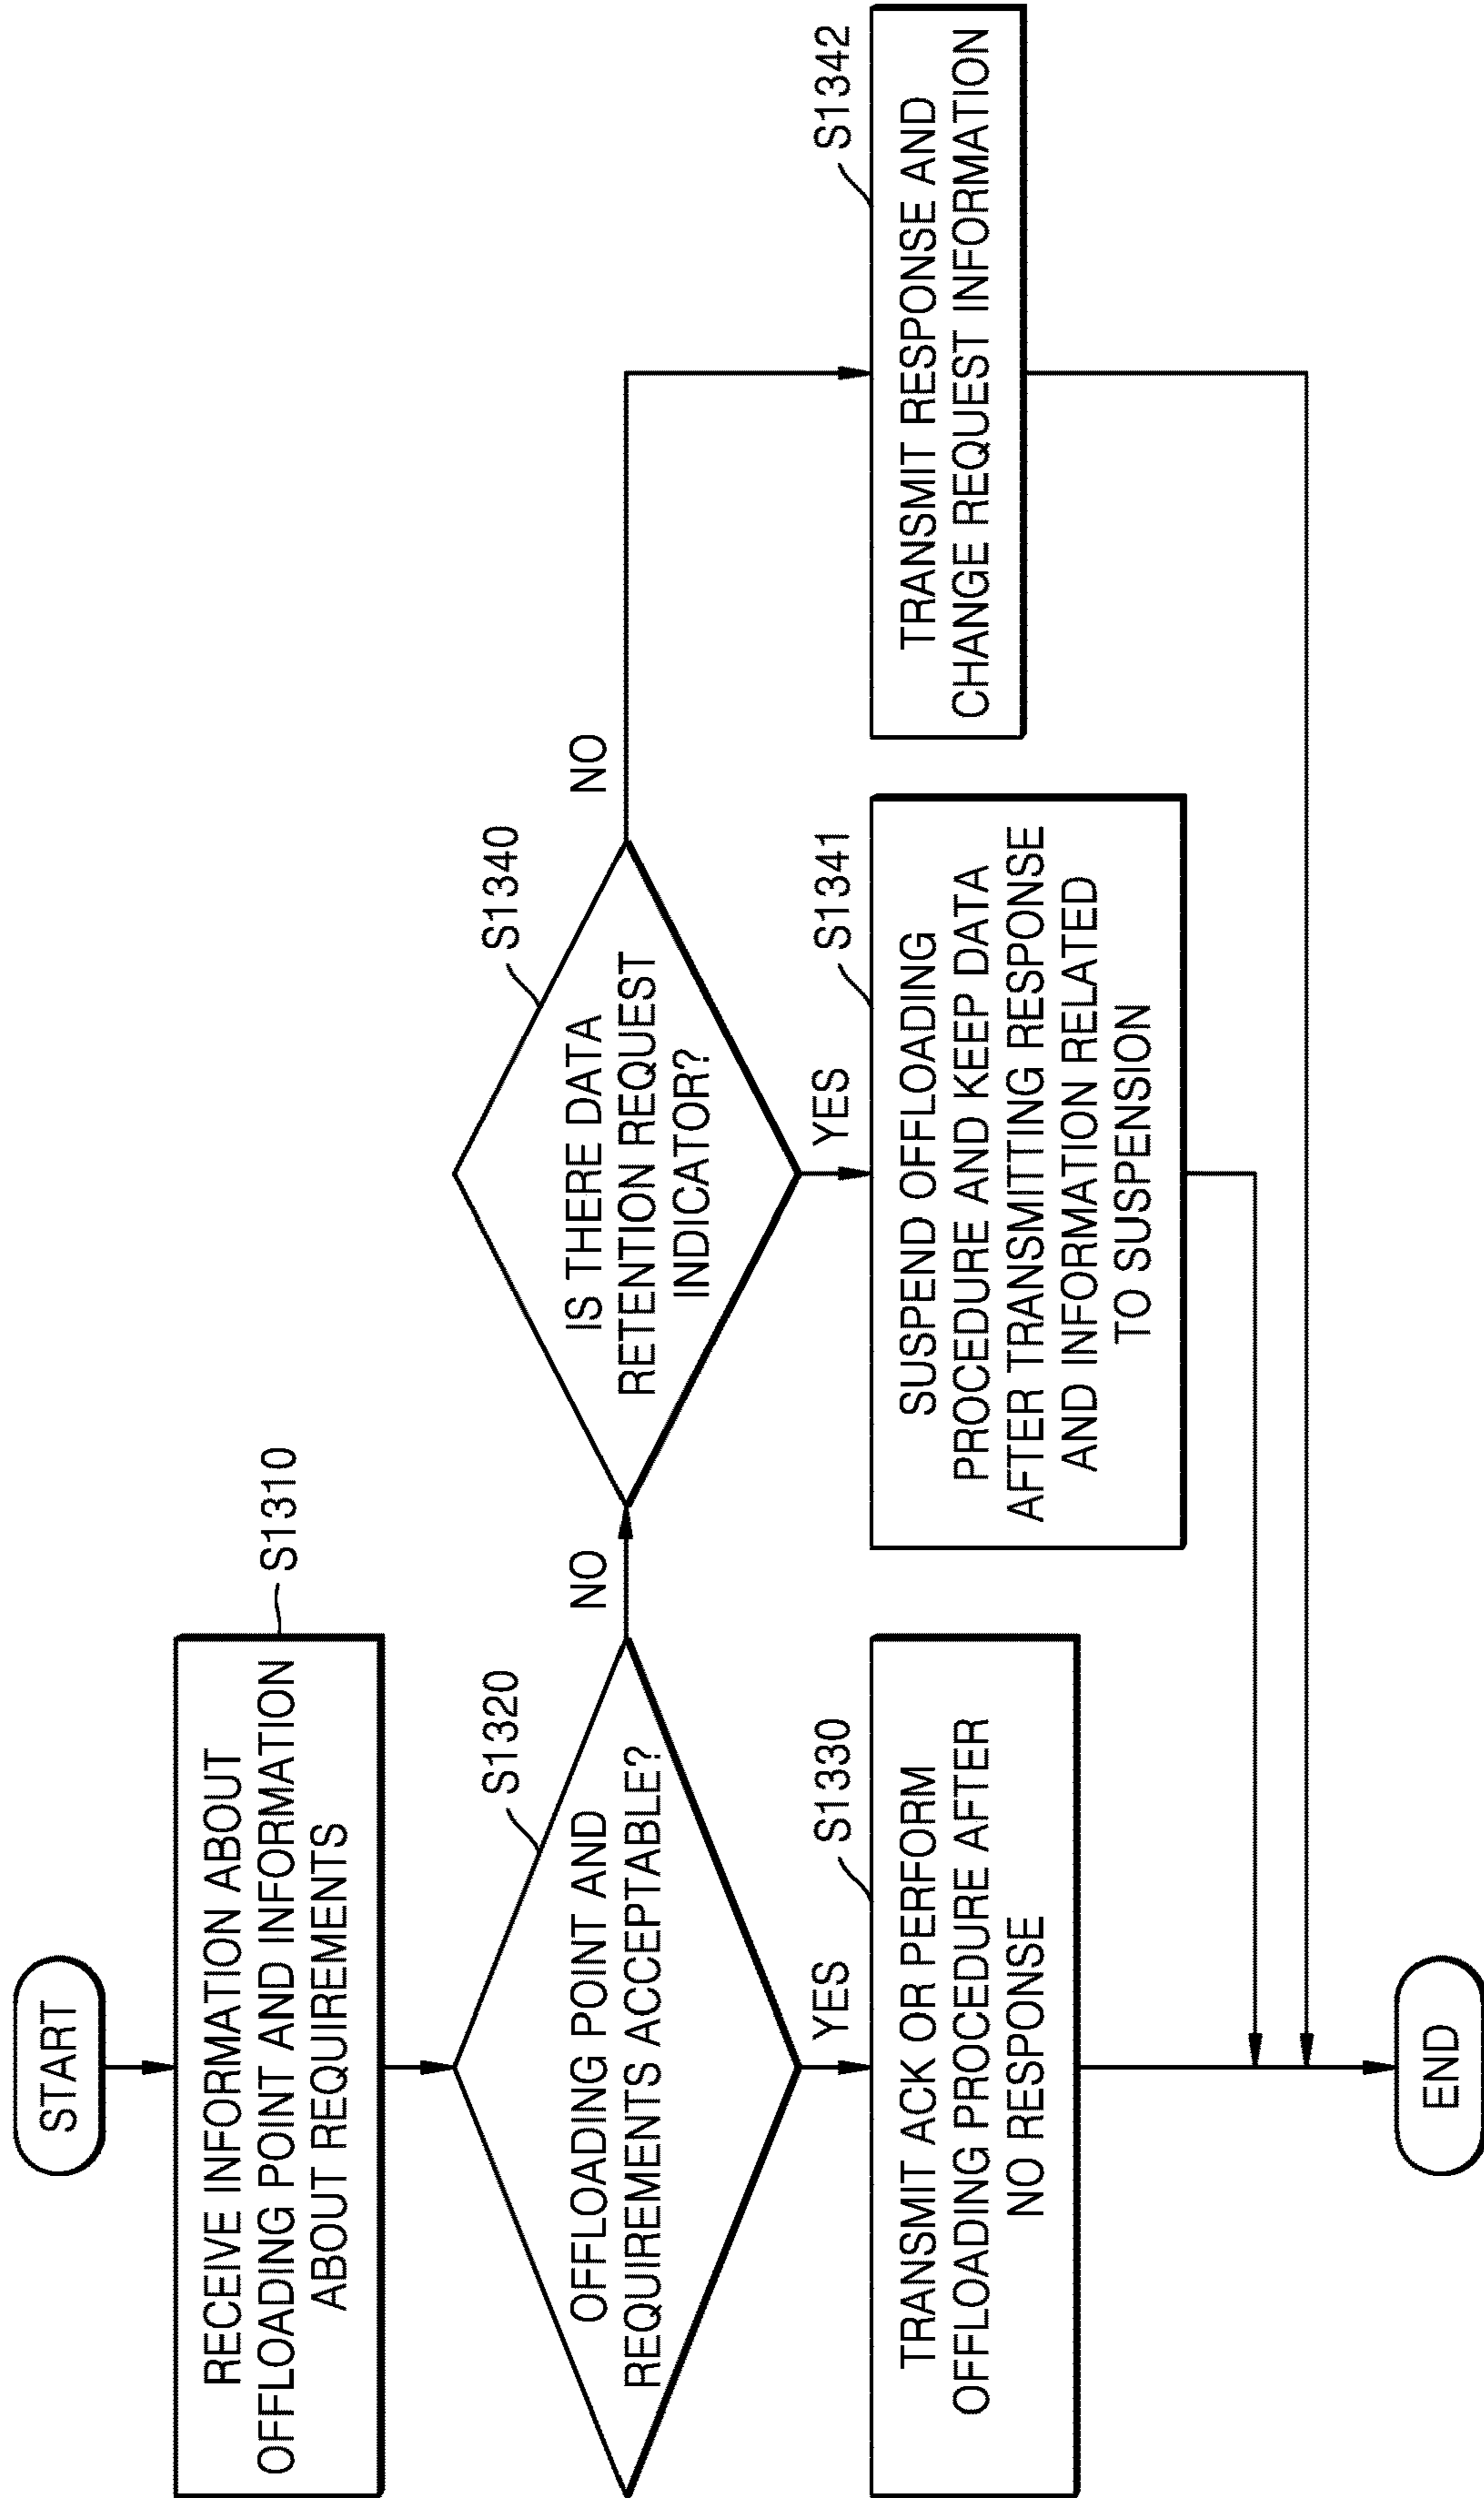 START
RECEIVE INFORMATION ABOUT
OFFLOADING POINT AND INFORMATION
ABOUT REQUIREMENTS
S1310
OFFLOADING POINT AND
REQUIREMENTS ACCEPTABLE?
S1320
NO
IS THERE DATA
RETENTION REQUEST
INDICATOR?
S1340
NO
YES
S1330
TRANSMIT ACK OR PERFORM
OFFLOADING PROCEDURE AFTER
NO RESPONSE
YES
S1341
SUSPEND OFFLOADING
PROCEDURE AND KEEP DATA
AFTER TRANSMITTING RESPONSE
AND INFORMATION RELATED
TO SUSPENSION
S1342
TRANSMIT RESPONSE AND
CHANGE REQUEST INFORMATION
END